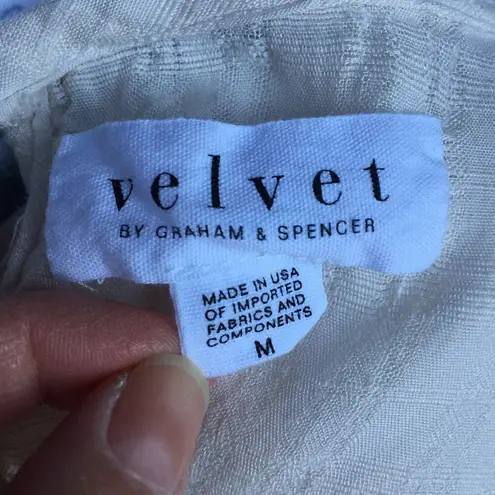 velvet
BY GRAHAM & SPENCER
MADE IN USA
OF IMPORTED
FABRICS AND
COMPONENTS
M